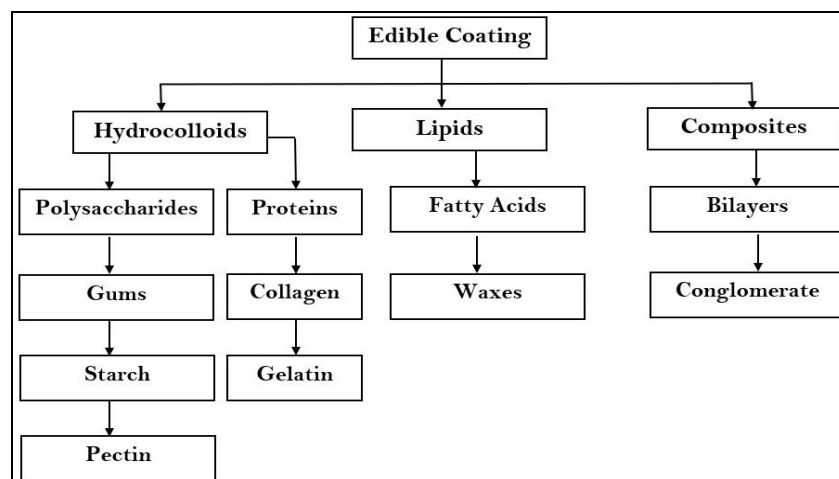 Edible Coating
Hydrocolloids
Lipids
Composites
Polysaccharides
Proteins
Fatty Acids
Bilayers
Gums
Collagen
Waxes
Conglomerate
Starch
Gelatin
Pectin